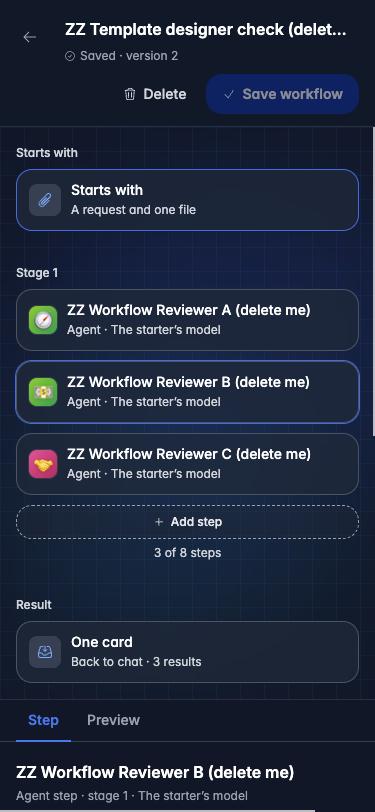 ZZ Template designer check (delet...
Saved · version 2
Delete
Save workflow
Starts with
Starts with
A request and one file
Stage 1
ZZ Workflow Reviewer A (delete me)
Agent · The starter’s model
ZZ Workflow Reviewer B (delete me)
Agent · The starter’s model
ZZ Workflow Reviewer C (delete me)
Agent · The starter’s model
+ Add step
3 of 8 steps
Result
One card
Back to chat · 3 results
Step Preview
ZZ Workflow Reviewer B (delete me)
Agent step · stage 1 · The starter’s model